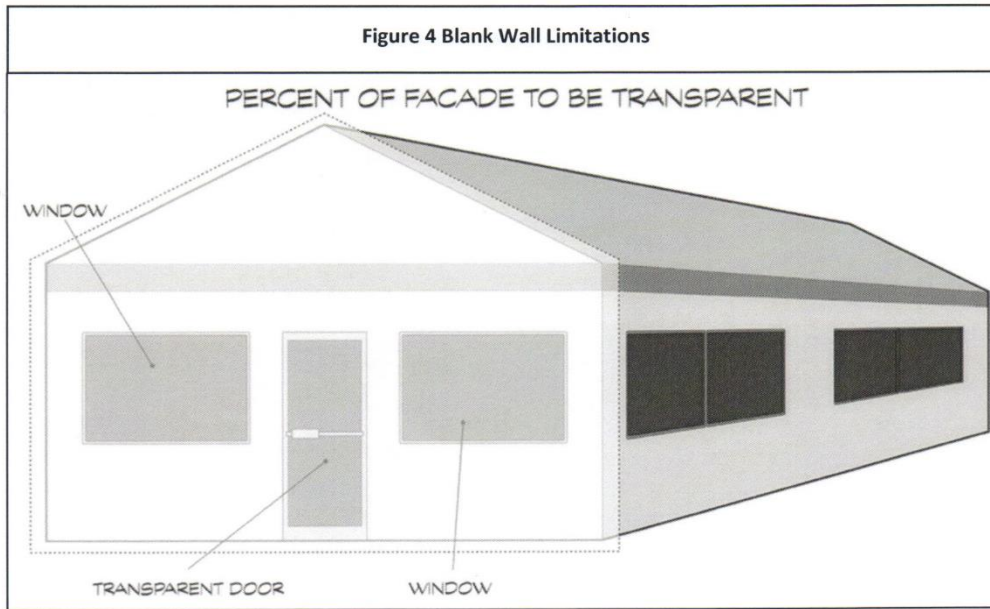 Figure 4 Blank Wall Limitations
PERCENT OF FACADE TO BE TRANSPARENT
WINDOW
TRANSPARENT DOOR
WINDOW